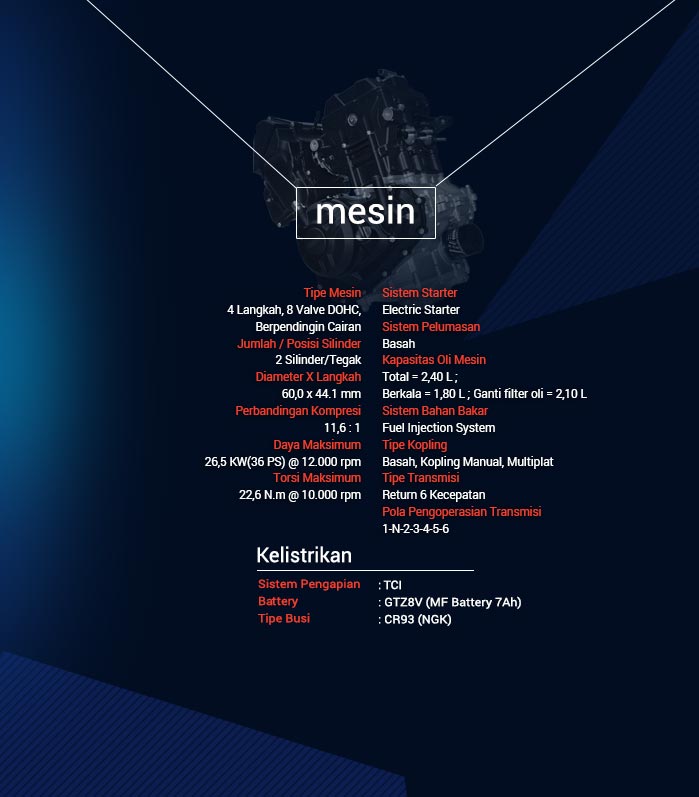 mesin
Tipe Mesin
4 Langkah, 8 Valve DOHC,
Berpendingin Cairan
Jumlah / Posisi Silinder
2 Silinder/Tegak
Diameter X Langkah
60,0 x 44.1 mm
Perbandingan Kompresi
11,6 : 1
Daya Maksimum
26,5 KW(36 PS) @ 12.000 rpm
Torsi Maksimum
22,6 N.m @ 10.000 rpm
Sistem Starter
Electric Starter
Sistem Pelumasan
Basah
Kapasitas Oli Mesin
Total = 2,40 L ;
Berkala = 1,80 L ; Ganti filter oli = 2,10 L
Sistem Bahan Bakar
Fuel Injection System
Tipe Kopling
Basah, Kopling Manual, Multiplat
Tipe Transmisi
Return 6 Kecepatan
Pola Pengoperasian Transmisi
1-N-2-3-4-5-6
Kelistrikan
Sistem Pengapian : TCI
Battery : GTZ8V (MF Battery 7Ah)
Tipe Busi : CR93 (NGK)